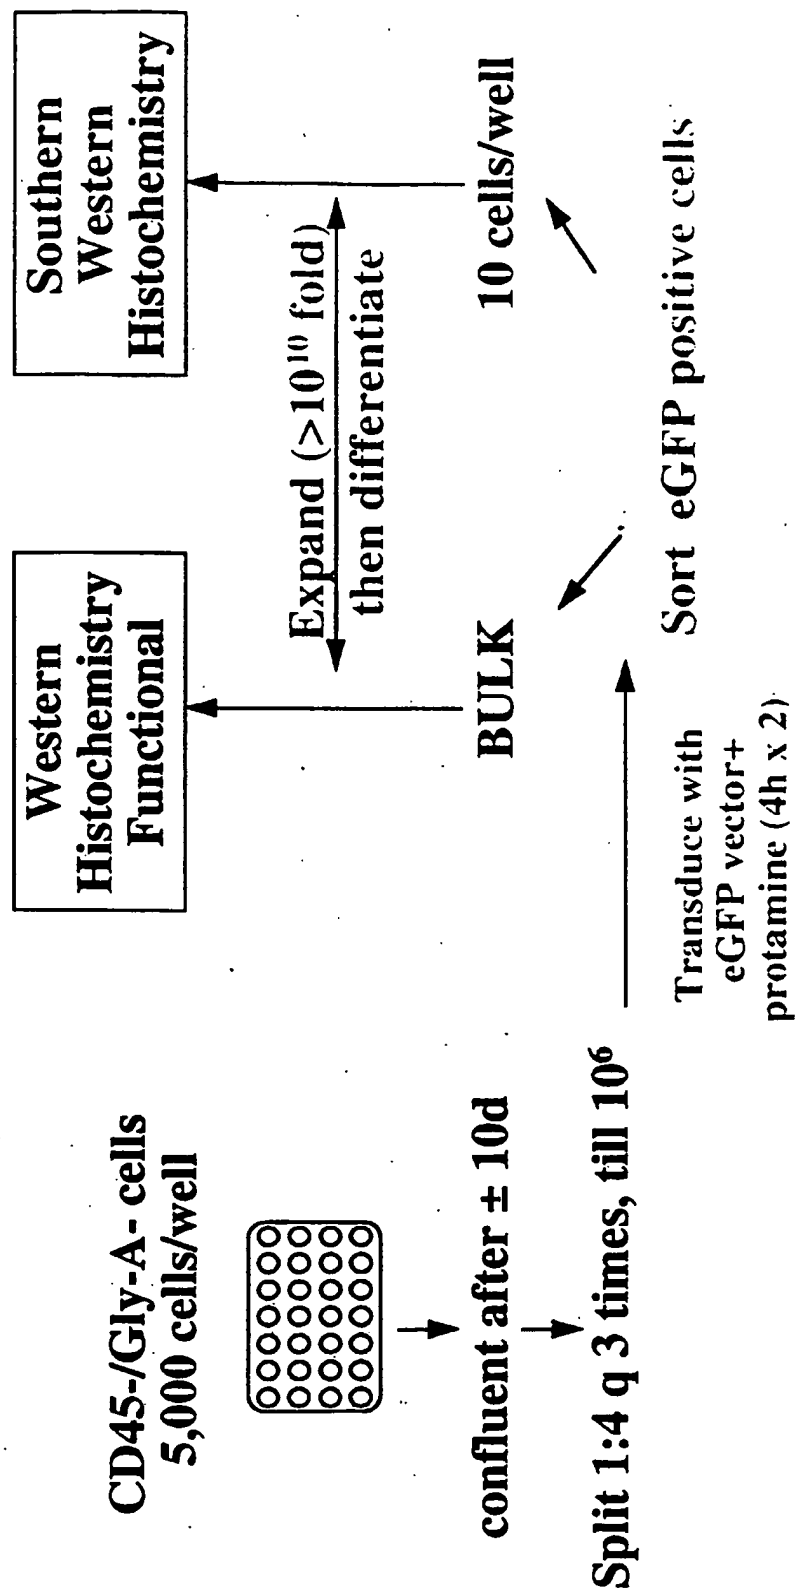 CD45-/Gly-A- cells
5,000 cells/well
confluent after ± 10d
Split 1:4 q 3 times, till 10⁶
Transduce with
eGFP vector+
protamine (4h x 2)
Sort eGFP positive cells
BULK
10 cells/well
Expand (>10¹⁰ fold)
then differentiate
Western
Histochemistry
Functional
Southern
Western
Histochemistry